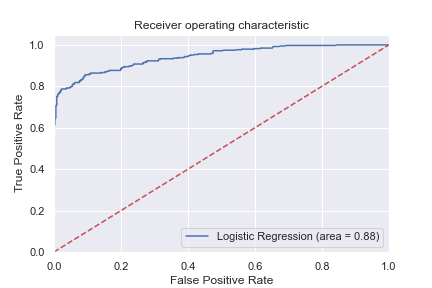 Receiver operating characteristic
1.0
0.8
0.6
0.4
0.2
0.0
True Positive Rate
Logistic Regression (area = 0.88)
0.0 0.2 0.4 0.6 0.8 1.0
False Positive Rate